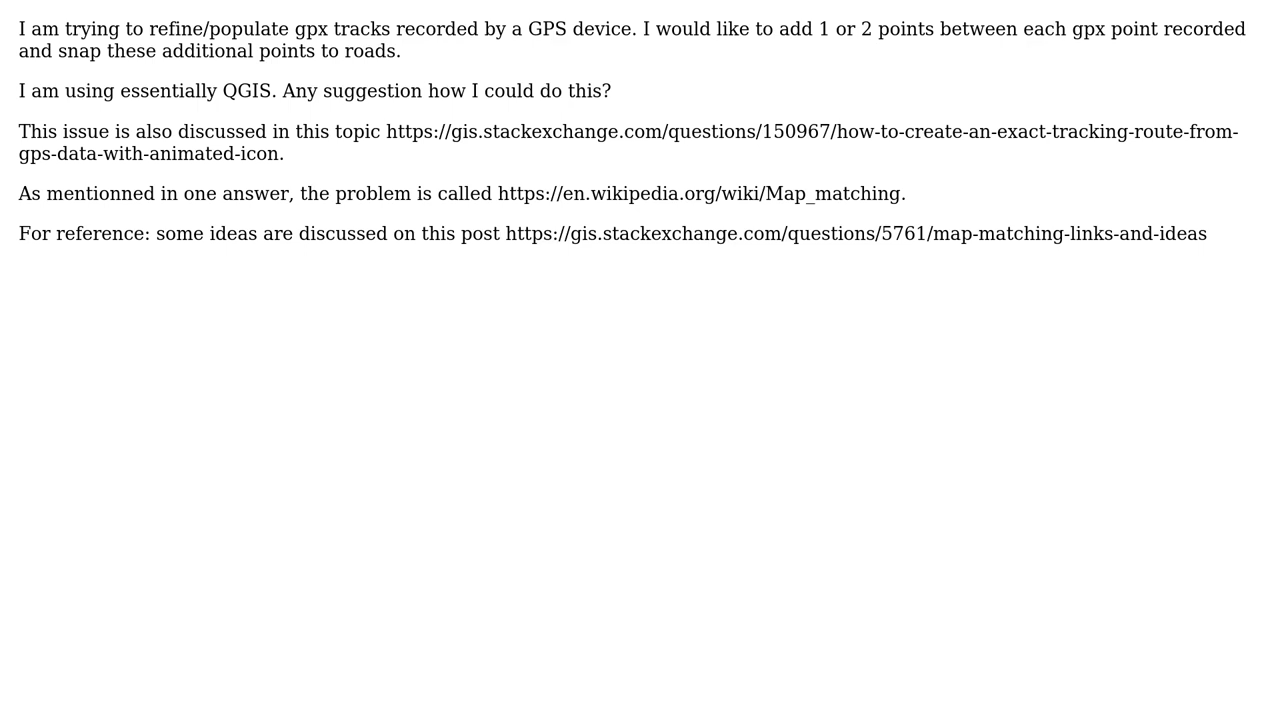 I am trying to refine/populate gpx tracks recorded by a GPS device. I would like to add 1 or 2 points between each gpx point recorded
and snap these additional points to roads.
I am using essentially QGIS. Any suggestion how I could do this?
This issue is also discussed in this topic https://gis.stackexchange.com/questions/150967/how-to-create-an-exact-tracking-route-from-
gps-data-with-animated-icon.
As mentionned in one answer, the problem is called https://en.wikipedia.org/wiki/Map_matching.
For reference: some ideas are discussed on this post https://gis.stackexchange.com/questions/5761/map-matching-links-and-ideas